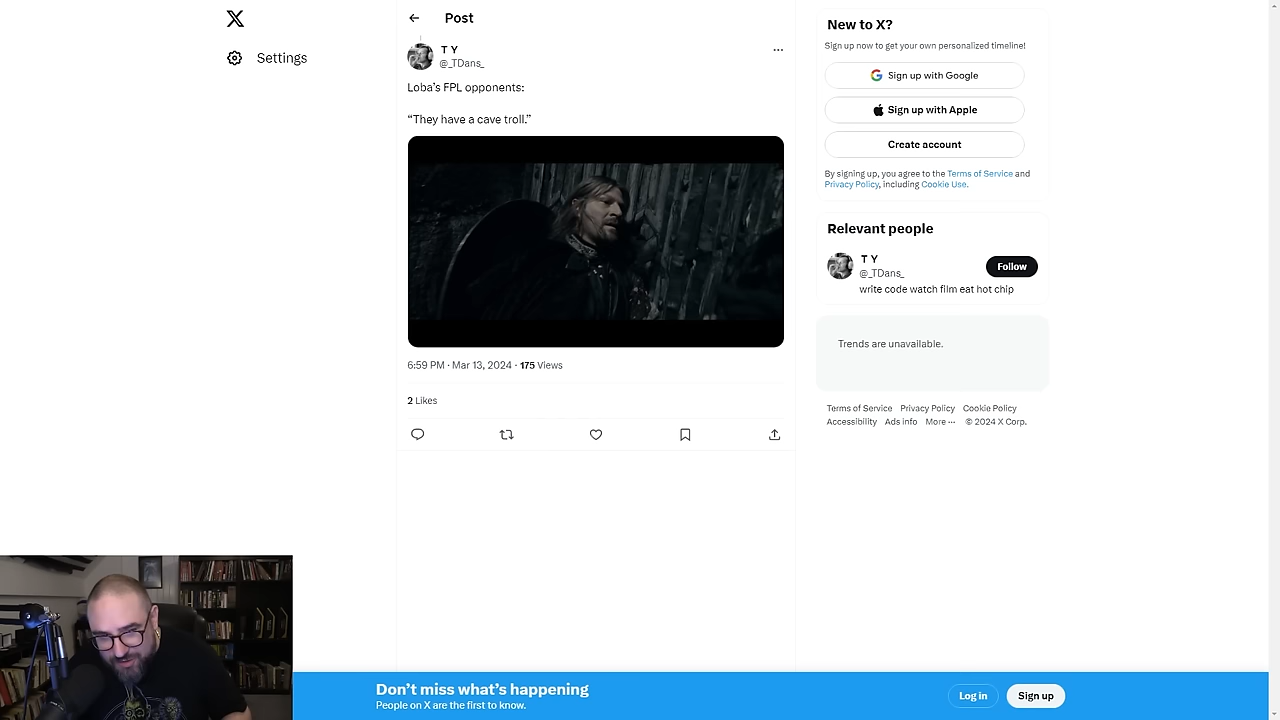 Settings
Post
T Y
@_TDans_
Loba’s FPL opponents:
“They have a cave troll.”
6:59 PM · Mar 13, 2024 · 175 Views
2 Likes
New to X?
Sign up now to get your own personalized timeline!
Sign up with Google
Sign up with Apple
Create account
By signing up, you agree to the Terms of Service and
Privacy Policy, including Cookie Use.
Relevant people
T Y
@_TDans_
Follow
write code watch film eat hot chip
Trends are unavailable.
Terms of Service Privacy Policy Cookie Policy
Accessibility Ads info More ··· © 2024 X Corp.
Don’t miss what’s happening
People on X are the first to know.
Log in
Sign up